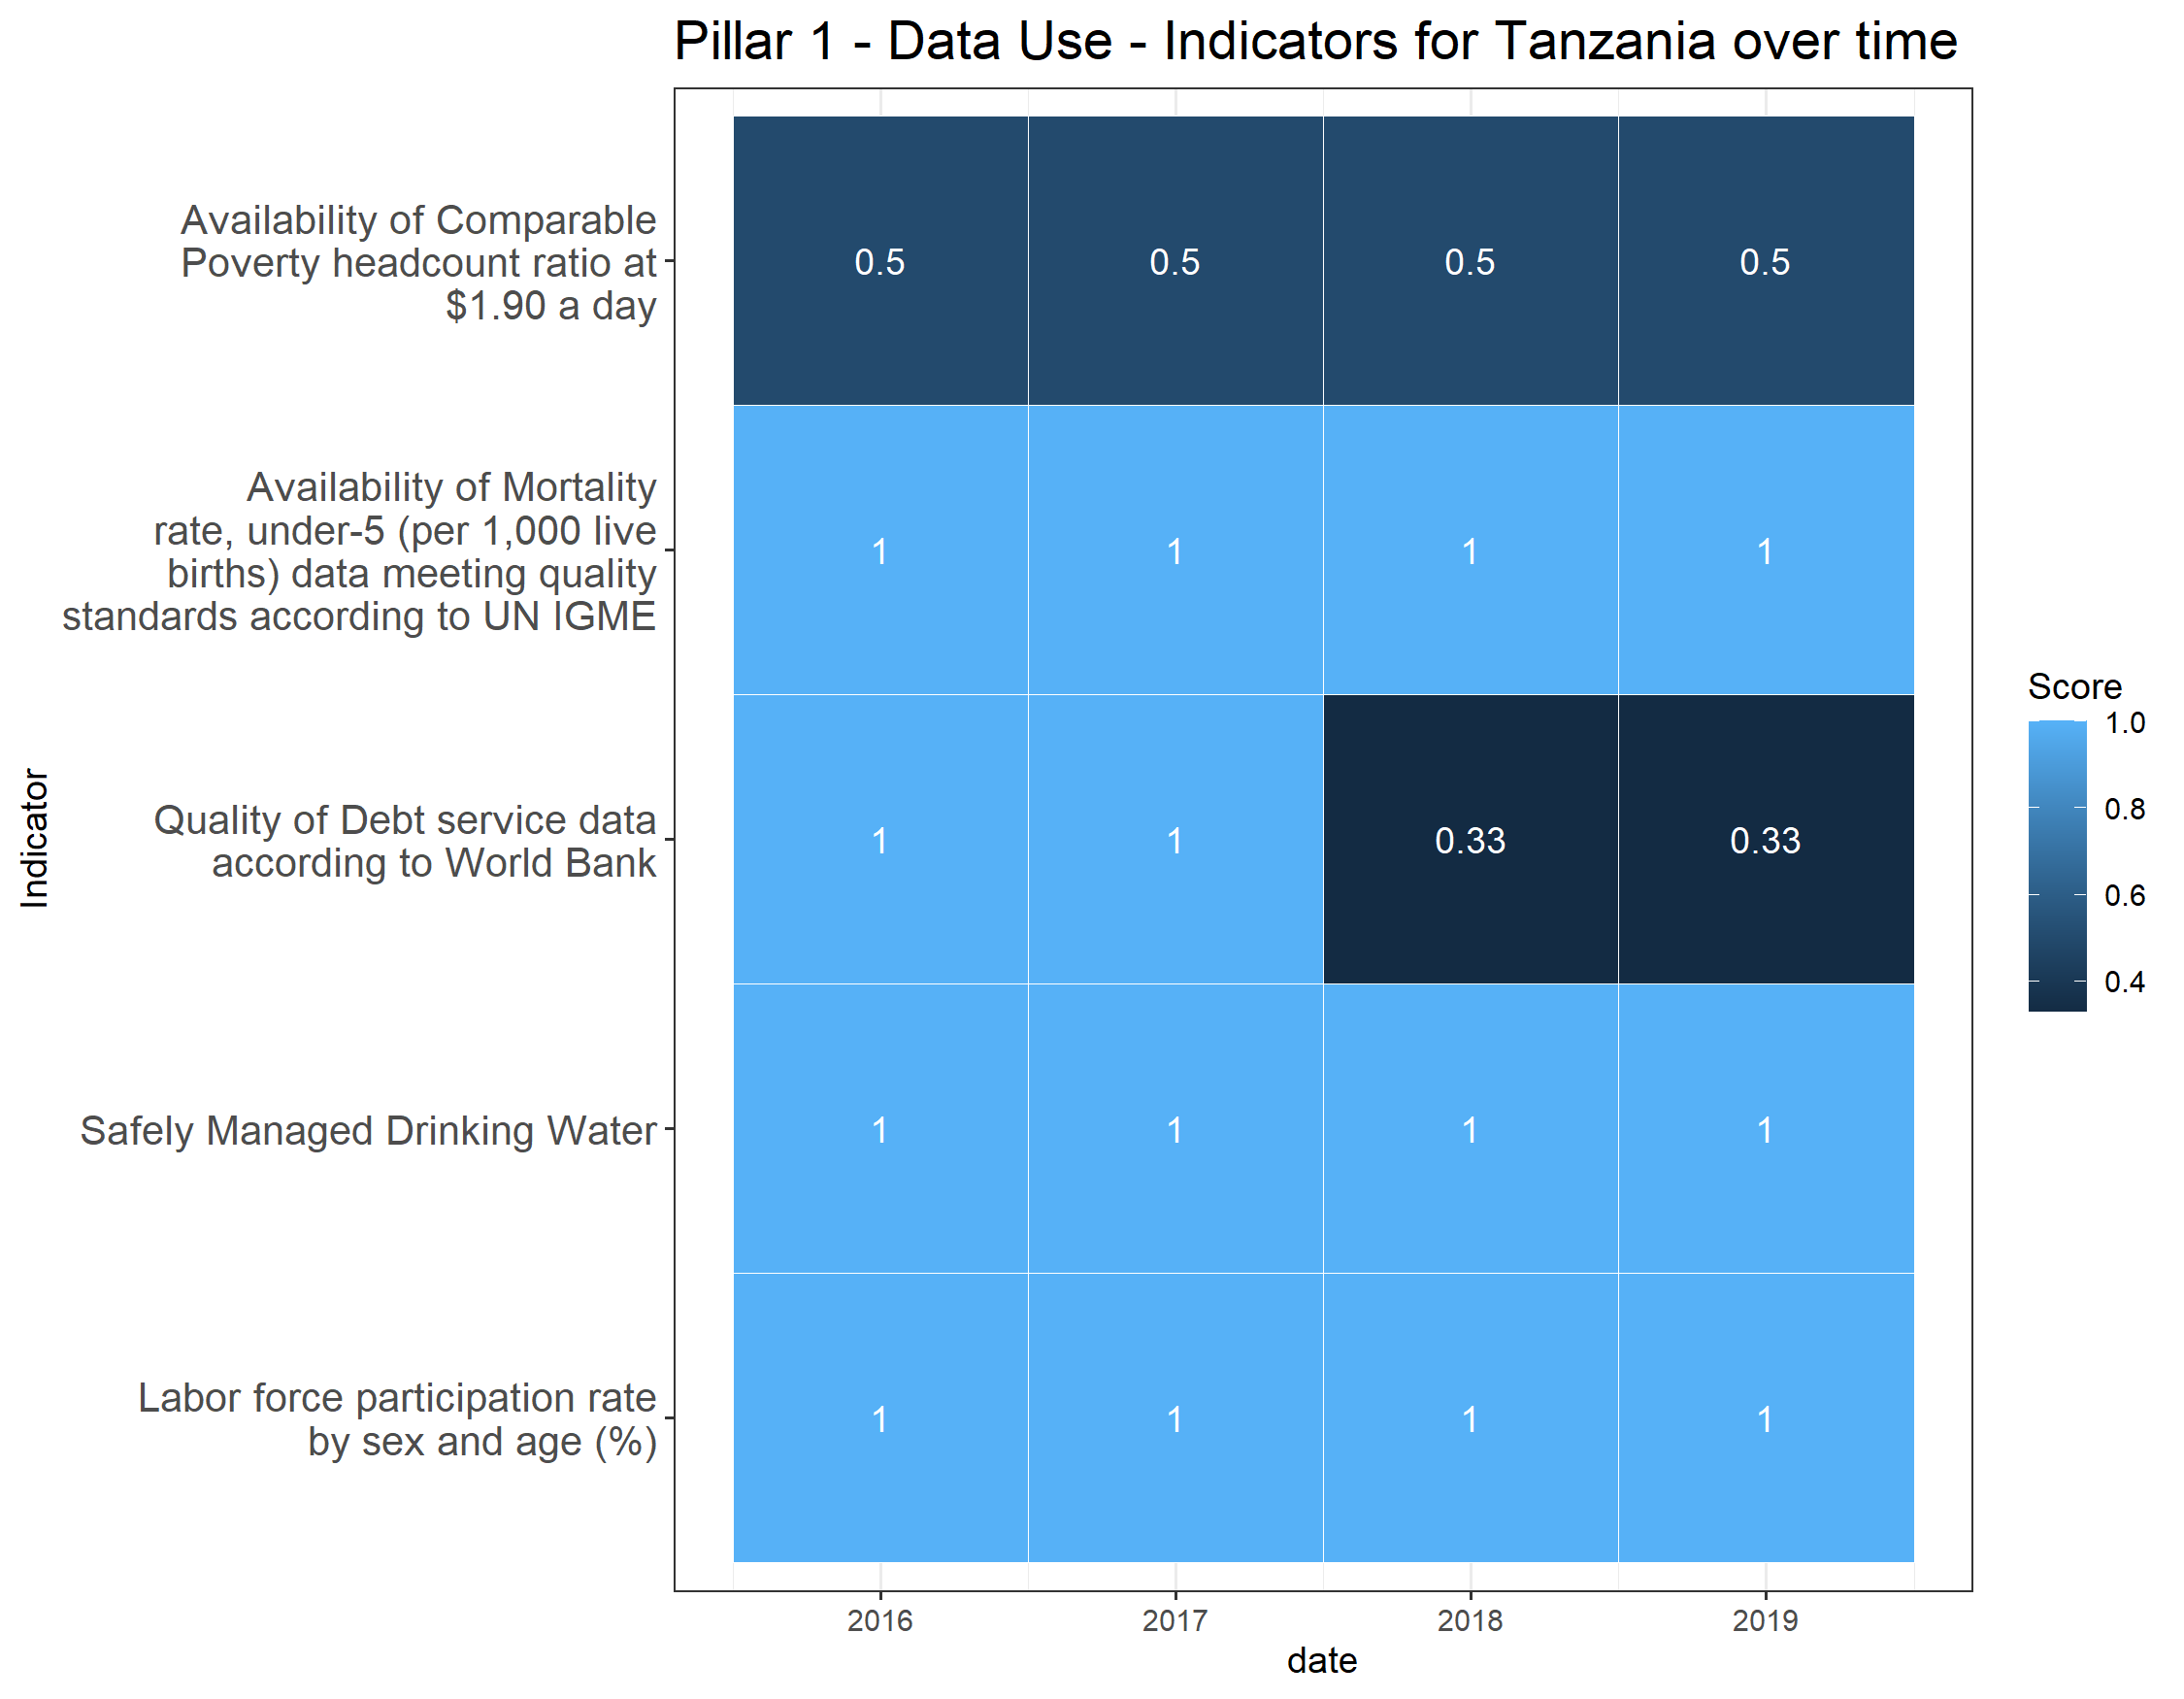 Pillar 1 - Data Use - Indicators for Tanzania over time
Indicator
Availability of Comparable
Poverty headcount ratio at
$1.90 a day
0.5 0.5 0.5 0.5
Availability of Mortality
rate, under-5 (per 1,000 live
births) data meeting quality
standards according to UN IGME
1 1 1 1
Quality of Debt service data
according to World Bank
1 1 0.33 0.33
Safely Managed Drinking Water
1 1 1 1
Labor force participation rate
by sex and age (%)
1 1 1 1
2016 2017 2018 2019
date
Score
1.0
0.8
0.6
0.4